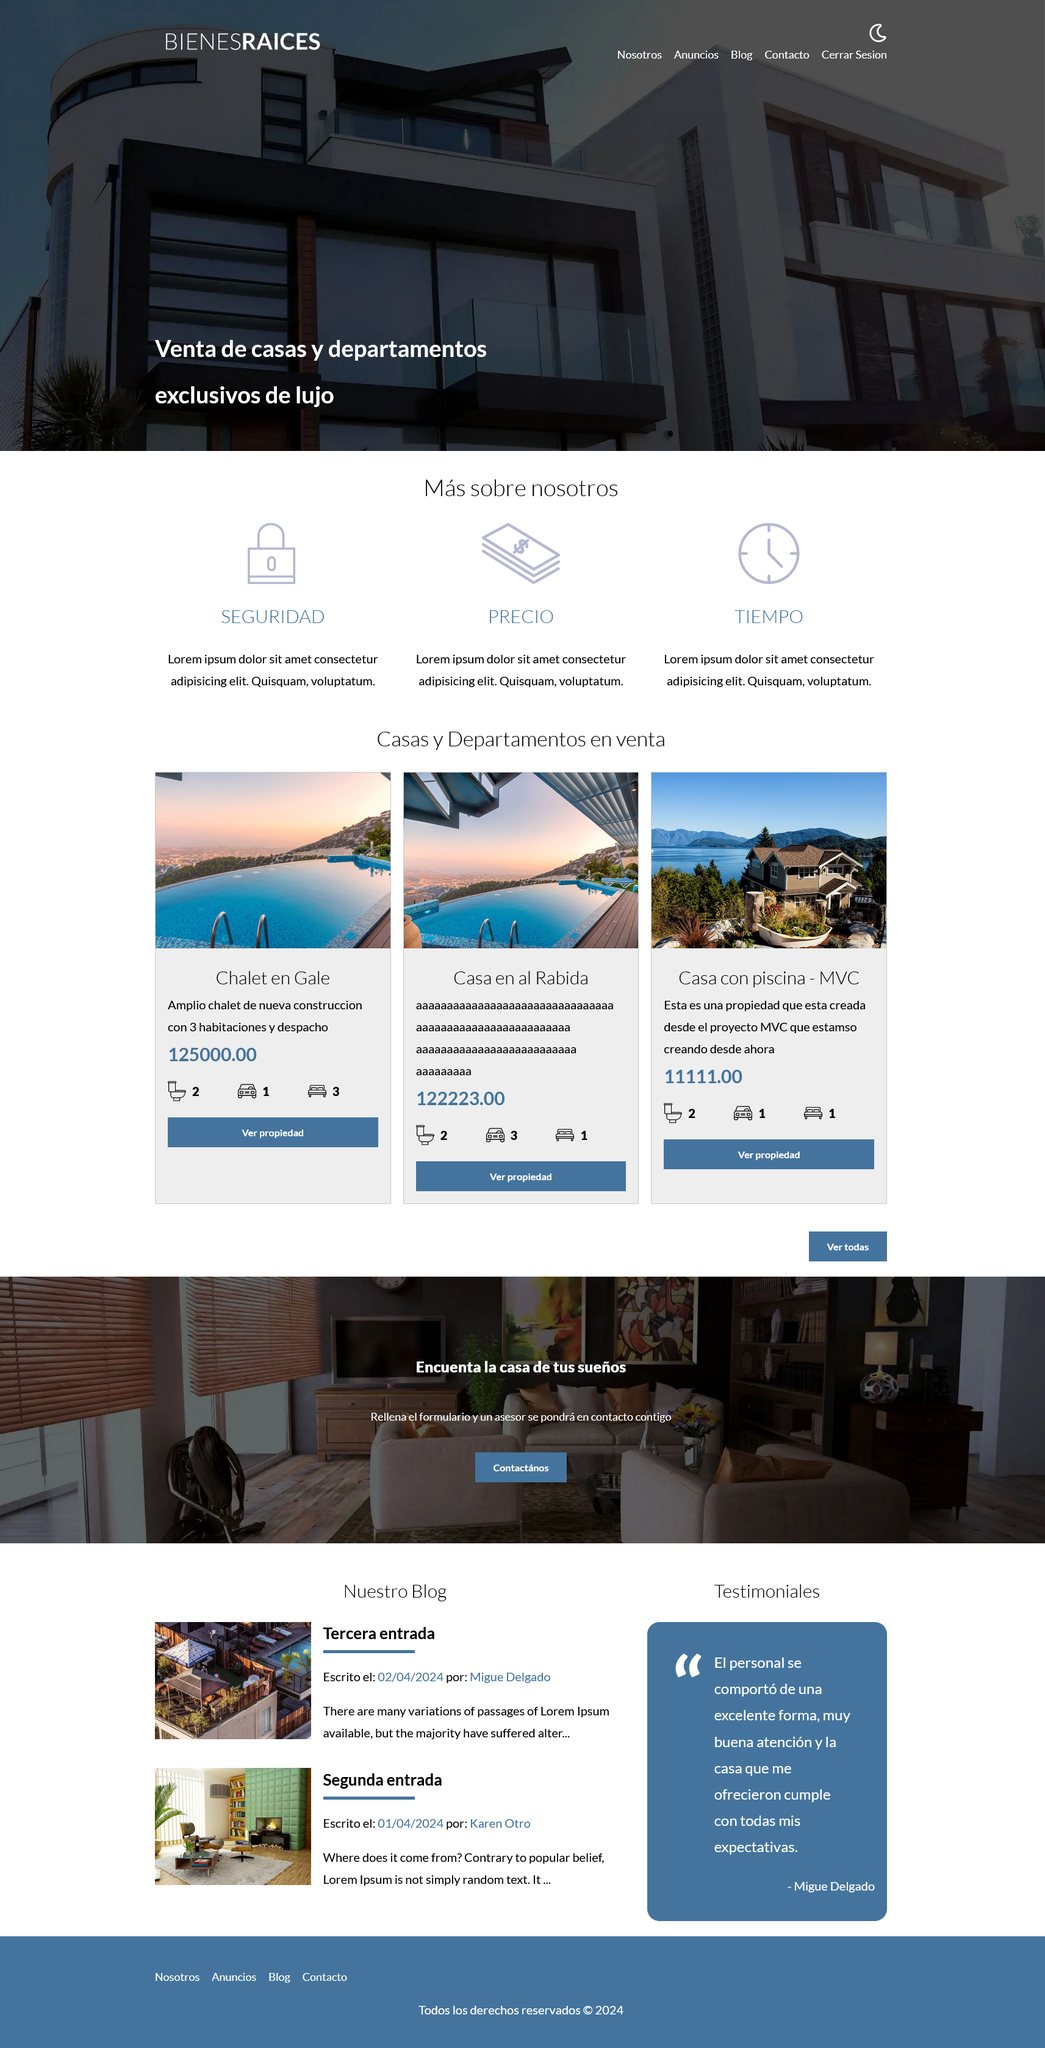 BIENESRAICES
Nosotros Anuncios Blog Contacto Cerrar Sesion
Venta de casas y departamentos
exclusivos de lujo
Más sobre nosotros
SEGURIDAD
Lorem ipsum dolor sit amet consectetur
adipisicing elit. Quisquam, voluptatum.
PRECIO
Lorem ipsum dolor sit amet consectetur
adipisicing elit. Quisquam, voluptatum.
TIEMPO
Lorem ipsum dolor sit amet consectetur
adipisicing elit. Quisquam, voluptatum.
Casas y Departamentos en venta
Chalet en Gale
Amplio chalet de nueva construccion
con 3 habitaciones y despacho
125000.00
2 1 3
Ver propiedad
Casa en al Rabida
aaaaaaaaaaaaaaaaaaaaaaaaaaaaaaaa
aaaaaaaaaaaaaaaaaaaaaaaaa
aaaaaaaaaaaaaaaaaaaaaaaaaa
aaaaaaaaa
122223.00
2 3 1
Ver propiedad
Casa con piscina - MVC
Esta es una propiedad que esta creada
desde el proyecto MVC que estamso
creando desde ahora
11111.00
2 1 1
Ver propiedad
Ver todas
Encuenta la casa de tus sueños
Rellena el formulario y un asesor se pondrá en contacto contigo
Contactános
Nuestro Blog
Tercera entrada
Escrito el: 02/04/2024 por: Migue Delgado
There are many variations of passages of Lorem Ipsum
available, but the majority have suffered alter...
Segunda entrada
Escrito el: 01/04/2024 por: Karen Otro
Where does it come from? Contrary to popular belief,
Lorem Ipsum is not simply random text. It ...
Testimoniales
“ El personal se
comportó de una
excelente forma, muy
buena atención y la
casa que me
ofrecieron cumple
con todas mis
expectativas.
- Migue Delgado
Nosotros Anuncios Blog Contacto
Todos los derechos reservados © 2024